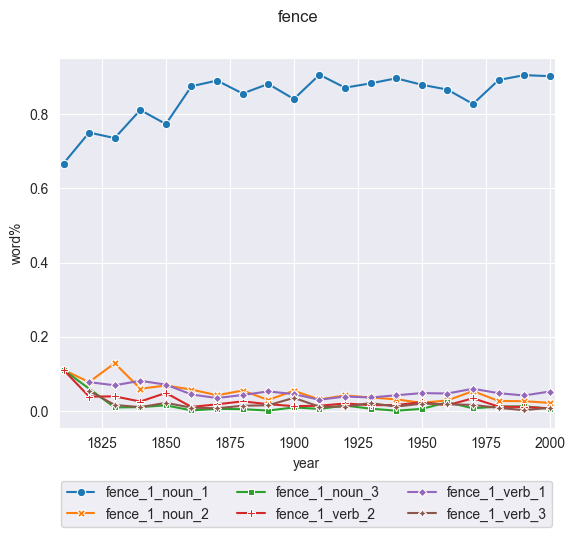 fence
0.8
0.6
0.4
0.2
0.0
word%
1825 1850 1875 1900 1925 1950 1975 2000
year
fence_1_noun_1 fence_1_noun_3 fence_1_verb_1
fence_1_noun_2 fence_1_verb_2 fence_1_verb_3